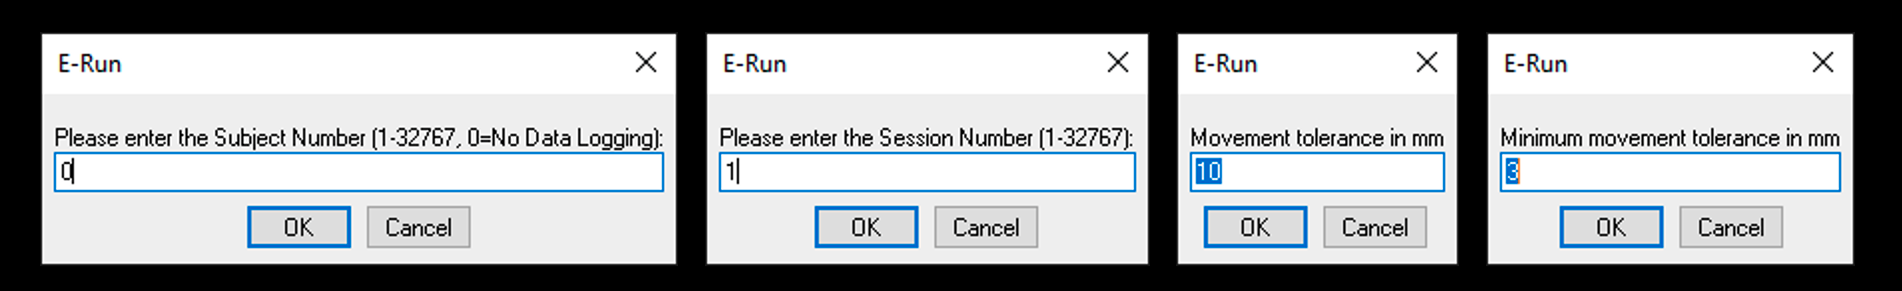 E-Run
Please enter the Subject Number (1-32767, 0=No Data Logging):
0
OK Cancel
E-Run
Please enter the Session Number (1-32767):
1
OK Cancel
E-Run
Movement tolerance in mm
10
OK Cancel
E-Run
Minimum movement tolerance in mm
3
OK Cancel